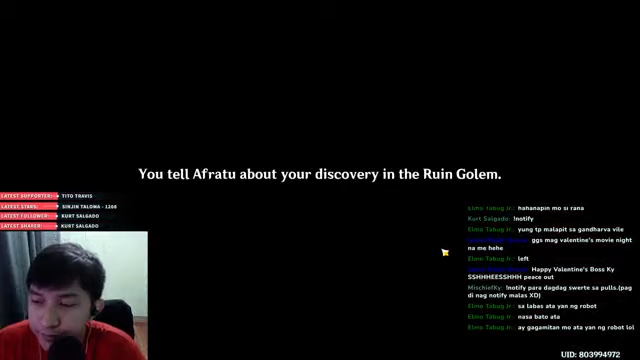 You tell Afratu about your discovery in the Ruin Golem.
LATEST SUPPORTER: TITO TRAVIS
LATEST STARS: SINJIN TALOMA - 1200
LATEST FOLLOWER: KURT SALGADO
LATEST SHARER: KURT SALGADO
Elmo Tabug Jr.: hahanapin mo si rana
Kurt Salgado: !notify
Elmo Tabug Jr.: yung tp malapit sa gandharva vile
ggs mag valentine's movie night
na me hehe
Elmo Tabug Jr.: left
Happy Valentine's Boss Ky
SSHHHEESSHHH peace out
MischiefKy: !notify para dagdag swerte sa pulls.(pag
di nag notify malas XD)
Elmo Tabug Jr.: sa labas ata yan ng robot
Elmo Tabug Jr.: nasa bato ata
Elmo Tabug Jr.: ay gagamitan mo ata yan ng robot lol
UID: 803994972